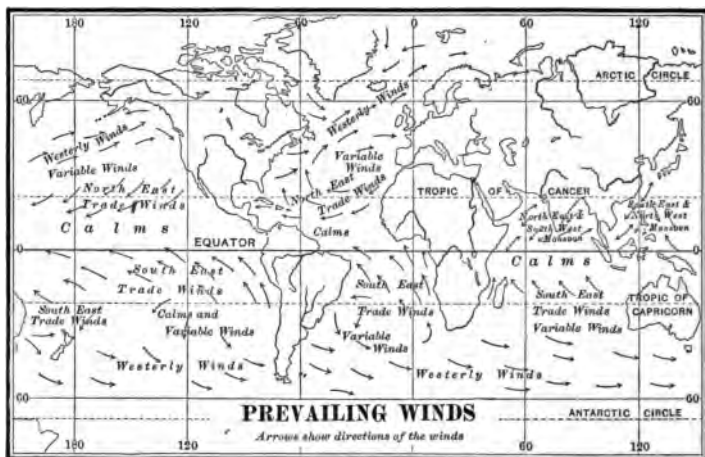 180 120 60 0 60 120
60 60
ARCTIC CIRCLE
Westerly Winds
Westerly Winds
Variable Winds
Variable
Winds
North East
Trade Winds
North East
Trade Winds
TROPIC OF CANCER
North East &
South West
Monsoon
South East &
North West
Monsoon
Calms
Calms
EQUATOR
0 0
Calms
South East
Trade Winds
South East
Trade Winds
South East
Trade Winds
Variable Winds
TROPIC OF
CAPRICORN
South East
Trade Winds
Calms and
Variable Winds
Variable
Winds
Westerly Winds
Westerly Winds
60 60
PREVAILING WINDS
ANTARCTIC CIRCLE
Arrows show directions of the winds
180 120 60 120